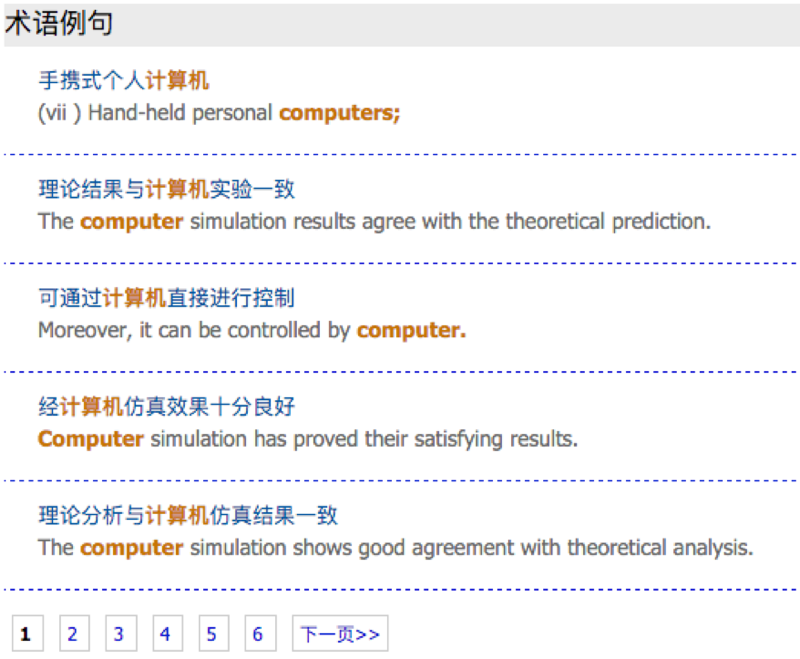 术语例句
手携式个人计算机
(vii ) Hand-held personal computers;
理论结果与计算机实验一致
The computer simulation results agree with the theoretical prediction.
可通过计算机直接进行控制
Moreover, it can be controlled by computer.
经计算机仿真效果十分良好
Computer simulation has proved their satisfying results.
理论分析与计算机仿真结果一致
The computer simulation shows good agreement with theoretical analysis.
1 2 3 4 5 6 下一页>>